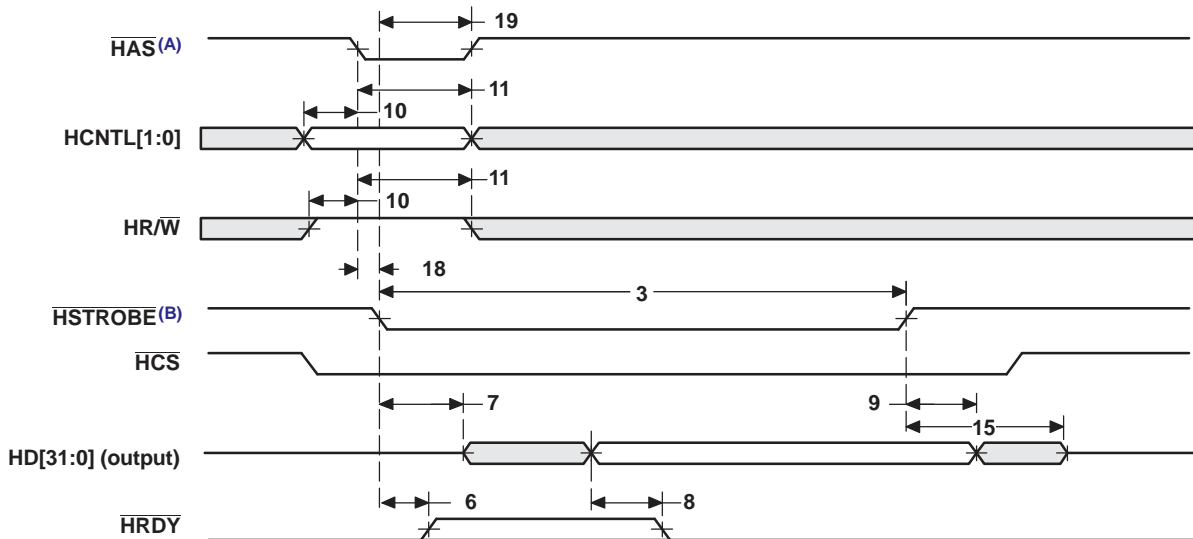 19
HAS(A)
11
10
HCNTL[1:0]
11
10
HR/W
18
3
HSTROBE(B)
HCS
7
9
15
HD[31:0] (output)
6
8
HRDY